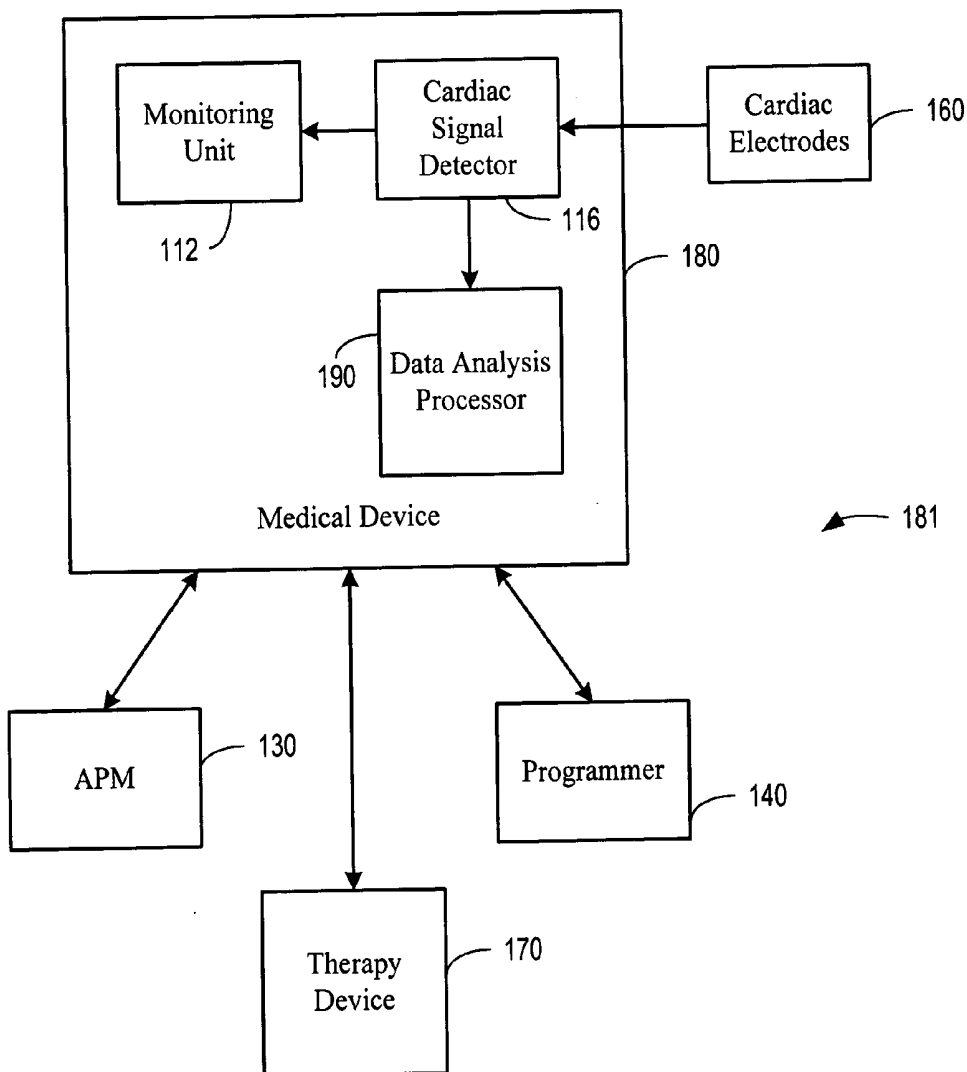 Monitoring
Unit
Cardiac
Signal
Detector
Cardiac
Electrodes
160
112
116
180
190
Data Analysis
Processor
Medical Device
181
APM
130
Programmer
140
Therapy
Device
170